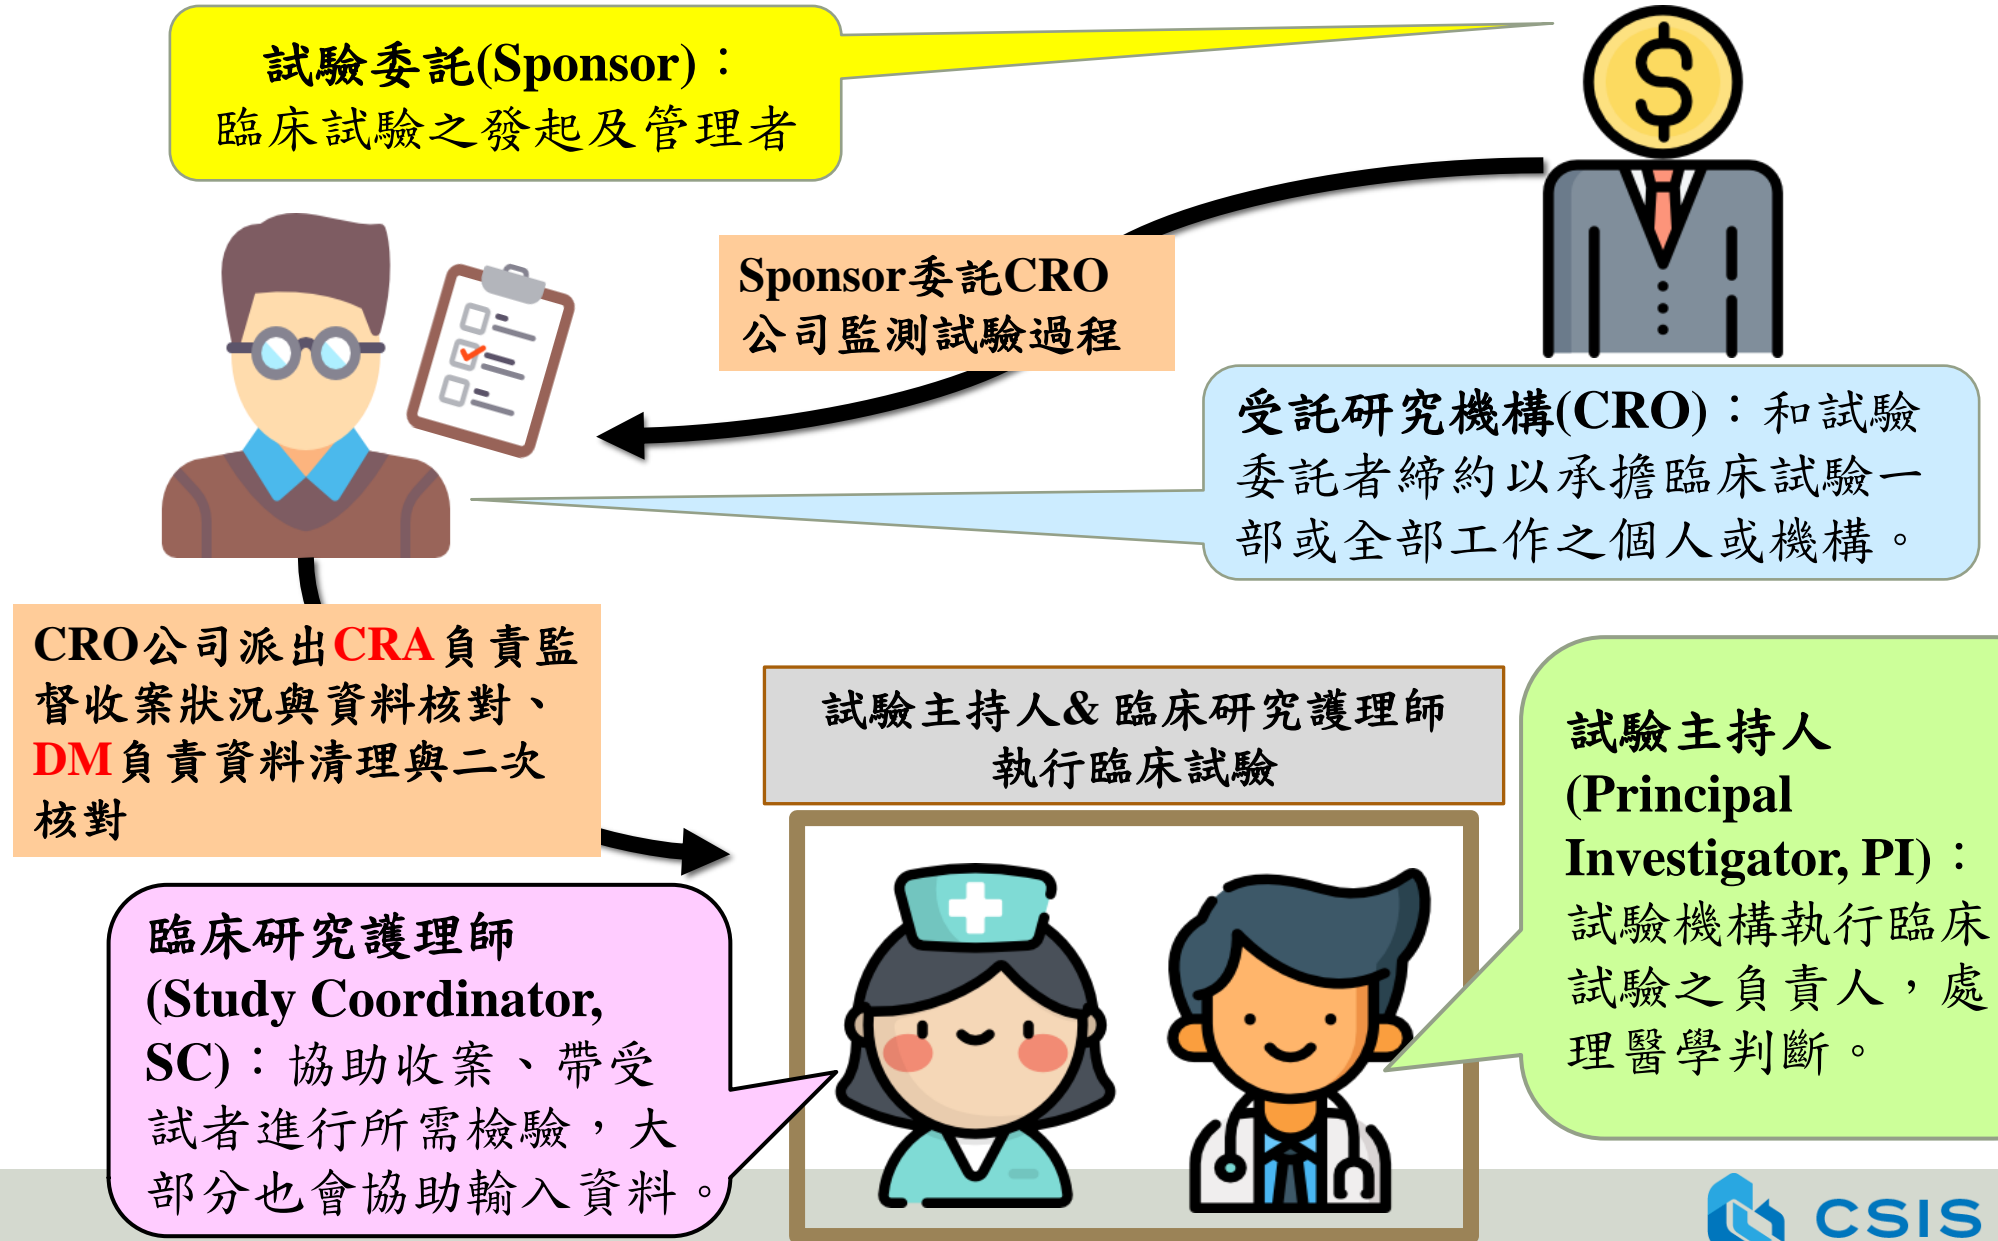 試驗委託(Sponsor)：
臨床試驗之發起及管理者
Sponsor委託CRO
公司監測試驗過程
受託研究機構(CRO)：和試驗
委託者締約以承擔臨床試驗一
部或全部工作之個人或機構。
CRO公司派出CRA負責監
督收案狀況與資料核對、
DM負責資料清理與二次
核對
試驗主持人& 臨床研究護理師
執行臨床試驗
試驗主持人
(Principal
Investigator, PI)：
試驗機構執行臨床
試驗之負責人，處
理醫學判斷。
臨床研究護理師
(Study Coordinator,
SC)：協助收案、帶受
試者進行所需檢驗，大
部分也會協助輸入資料。
CSIS